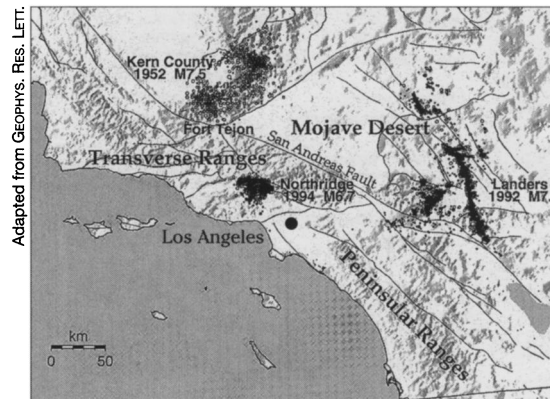 Adapted from GEOPHYS. RES. LETT.
Kern County
1952 M7.5
Fort Tejon
Mojave Desert
Transverse Ranges
San Andreas Fault
Northridge
1994 M6.7
Landers
1992 M7
Los Angeles
Peninsular Ranges
km
0 50